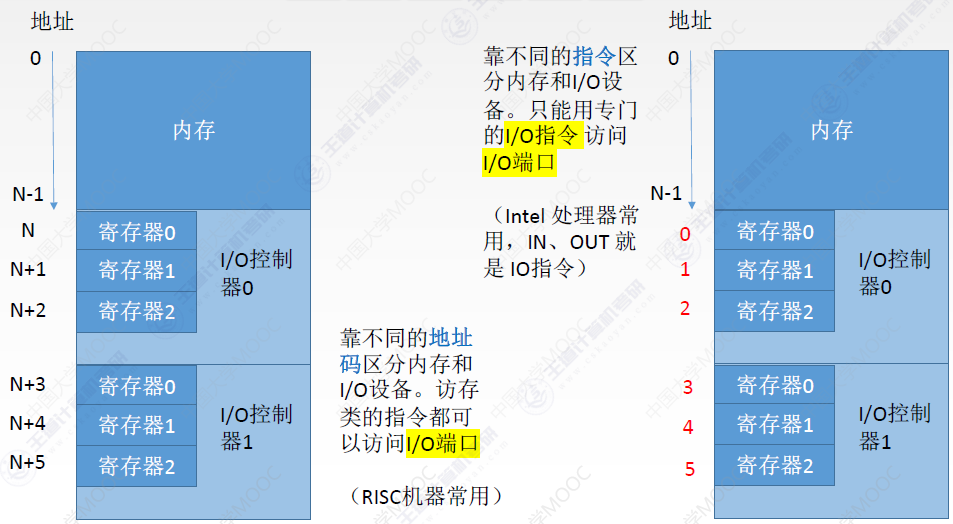 地址
0
内存
N-1
N
寄存器0
N+1
寄存器1
N+2
寄存器2
I/O控制
器0
N+3
寄存器0
N+4
寄存器1
N+5
寄存器2
I/O控制
器1
靠不同的指令区
分内存和I/O设
备。只能用专门
的I/O指令 访问
I/O端口
（Intel 处理器常
用，IN、OUT 就
是 IO指令）
靠不同的地址
码区分内存和
I/O设备。访存
类的指令都可
以访问I/O端口
（RISC机器常用）
地址
0
内存
N-1
0
寄存器0
1
寄存器1
2
寄存器2
I/O控制
器0
3
寄存器0
4
寄存器1
5
寄存器2
I/O控制
器1
中国大学MOOC
王道计算机考研